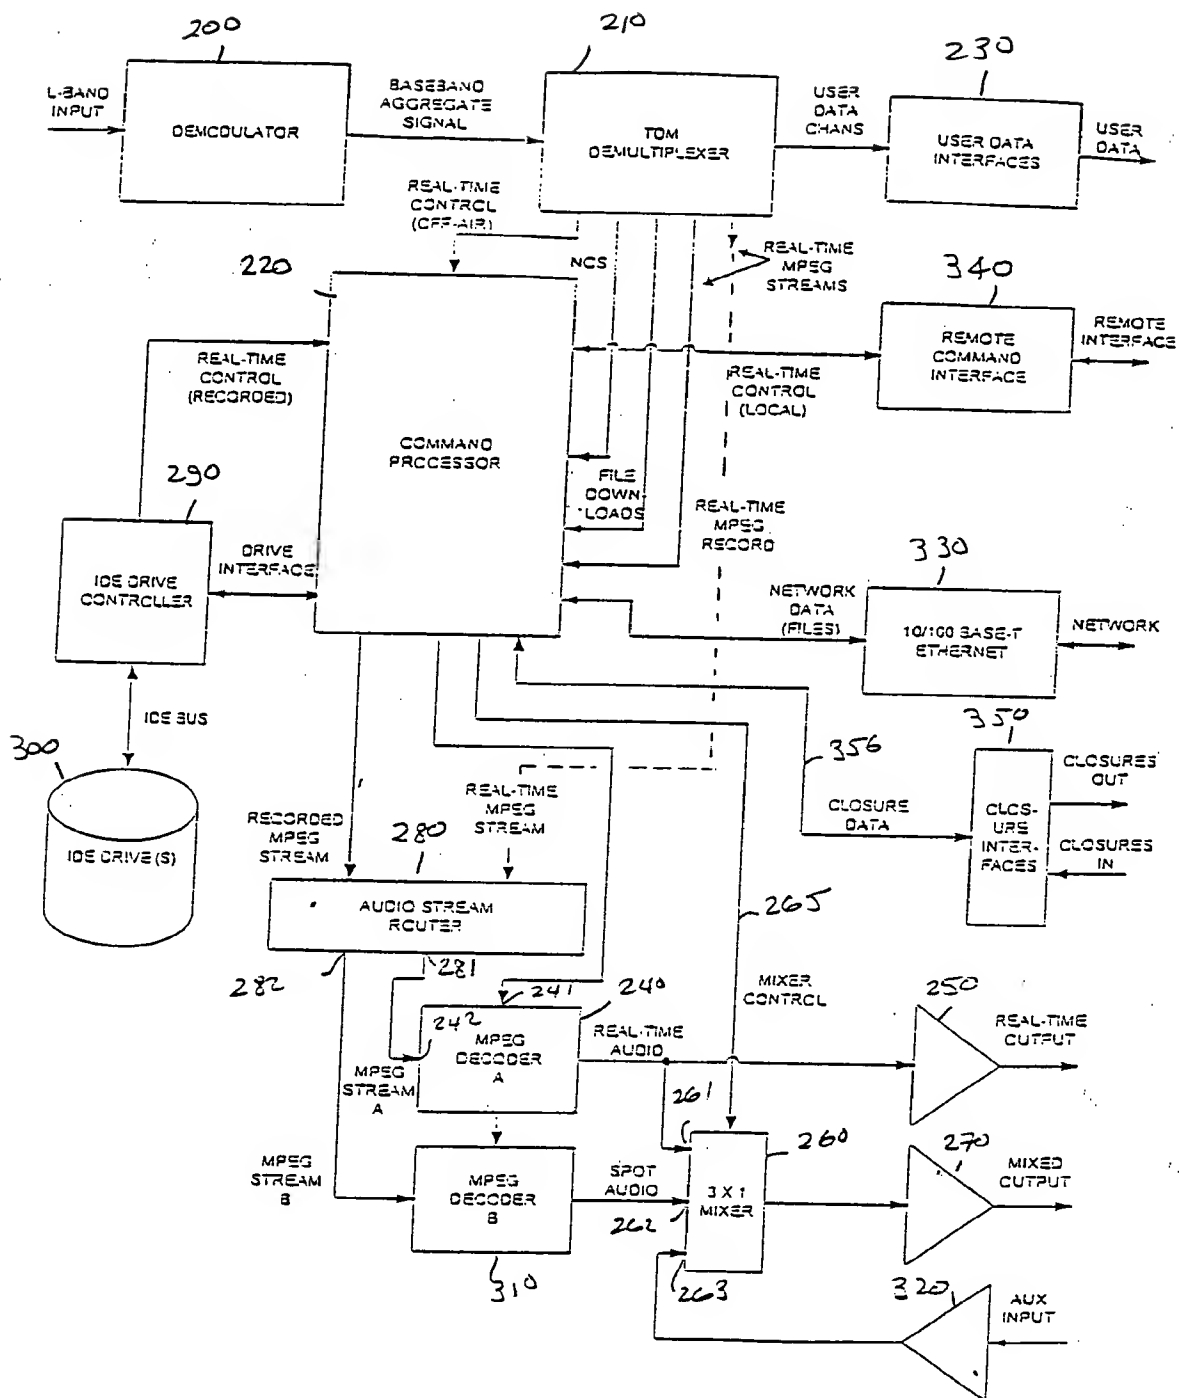 200
210
230
L-BAND
INPUT
DEMCDULATOR
BASEBAND
AGGREGATE
SIGNAL
TDM
DEMULTIPLEXER
USER
DATA
CHANS
USER DATA
INTERFACES
USER
DATA
REAL-TIME
CONTROL
(OFF-AIR)
NCS
REAL-TIME
MPEG
STREAMS
220
340
REAL-TIME
CONTROL
(RECORDED)
REAL-TIME
CONTROL
(LOCAL)
REMOTE
COMMAND
INTERFACE
REMOTE
INTERFACE
COMMAND
PROCESSOR
290
FILE
DOWN-
LOADS
REAL-TIME
MPEG
RECORD
330
IDE DRIVE
CONTROLLER
DRIVE
INTERFACE
NETWORK
DATA
(FILES)
10/100 BASE-T
ETHERNET
NETWORK
IDE BUS
300
IDE DRIVE(S)
350
356
CLOSURE
DATA
CLOS-
URE
INTER-
FACES
CLOSURES
OUT
CLOSURES
IN
RECORDED
MPEG
STREAM
REAL-TIME
MPEG
STREAM
280
AUDIO STREAM
ROUTER
265
282
281
241
240
242
MPEG
DECODER
A
REAL-TIME
AUDIO
MIXER
CONTROL
250
REAL-TIME
OUTPUT
MPEG
STREAM
A
261
260
270
MPEG
STREAM
B
MPEG
DECODER
B
SPOT
AUDIO
262
3 X 1
MIXER
MIXED
OUTPUT
310
263
320
AUX
INPUT